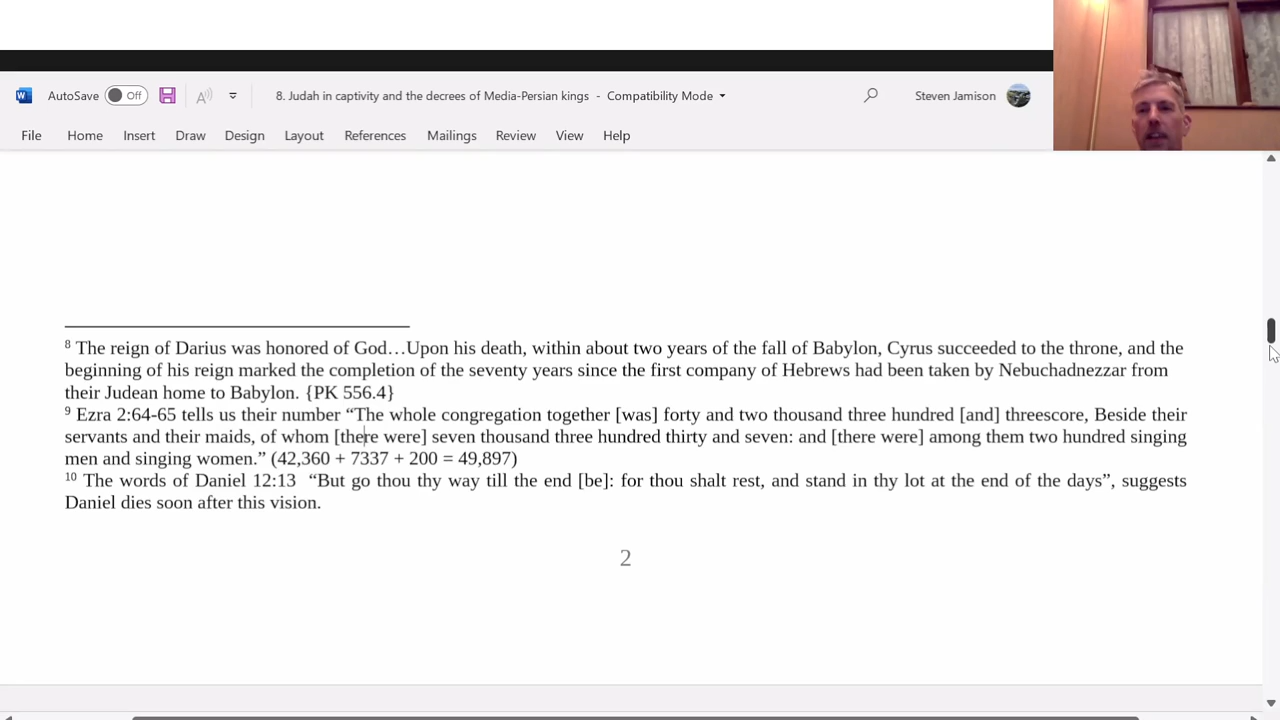 AutoSave Off 8. Judah in captivity and the decrees of Media-Persian kings - Compatibility Mode Steven Jamison
File Home Insert Draw Design Layout References Mailings Review View Help
8 The reign of Darius was honored of God…Upon his death, within about two years of the fall of Babylon, Cyrus succeeded to the throne, and the
beginning of his reign marked the completion of the seventy years since the first company of Hebrews had been taken by Nebuchadnezzar from
their Judean home to Babylon. {PK 556.4}
9 Ezra 2:64-65 tells us their number “The whole congregation together [was] forty and two thousand three hundred [and] threescore, Beside their
servants and their maids, of whom [there were] seven thousand three hundred thirty and seven: and [there were] among them two hundred singing
men and singing women.” (42,360 + 7337 + 200 = 49,897)
10 The words of Daniel 12:13 “But go thou thy way till the end [be]: for thou shalt rest, and stand in thy lot at the end of the days”, suggests
Daniel dies soon after this vision.
2